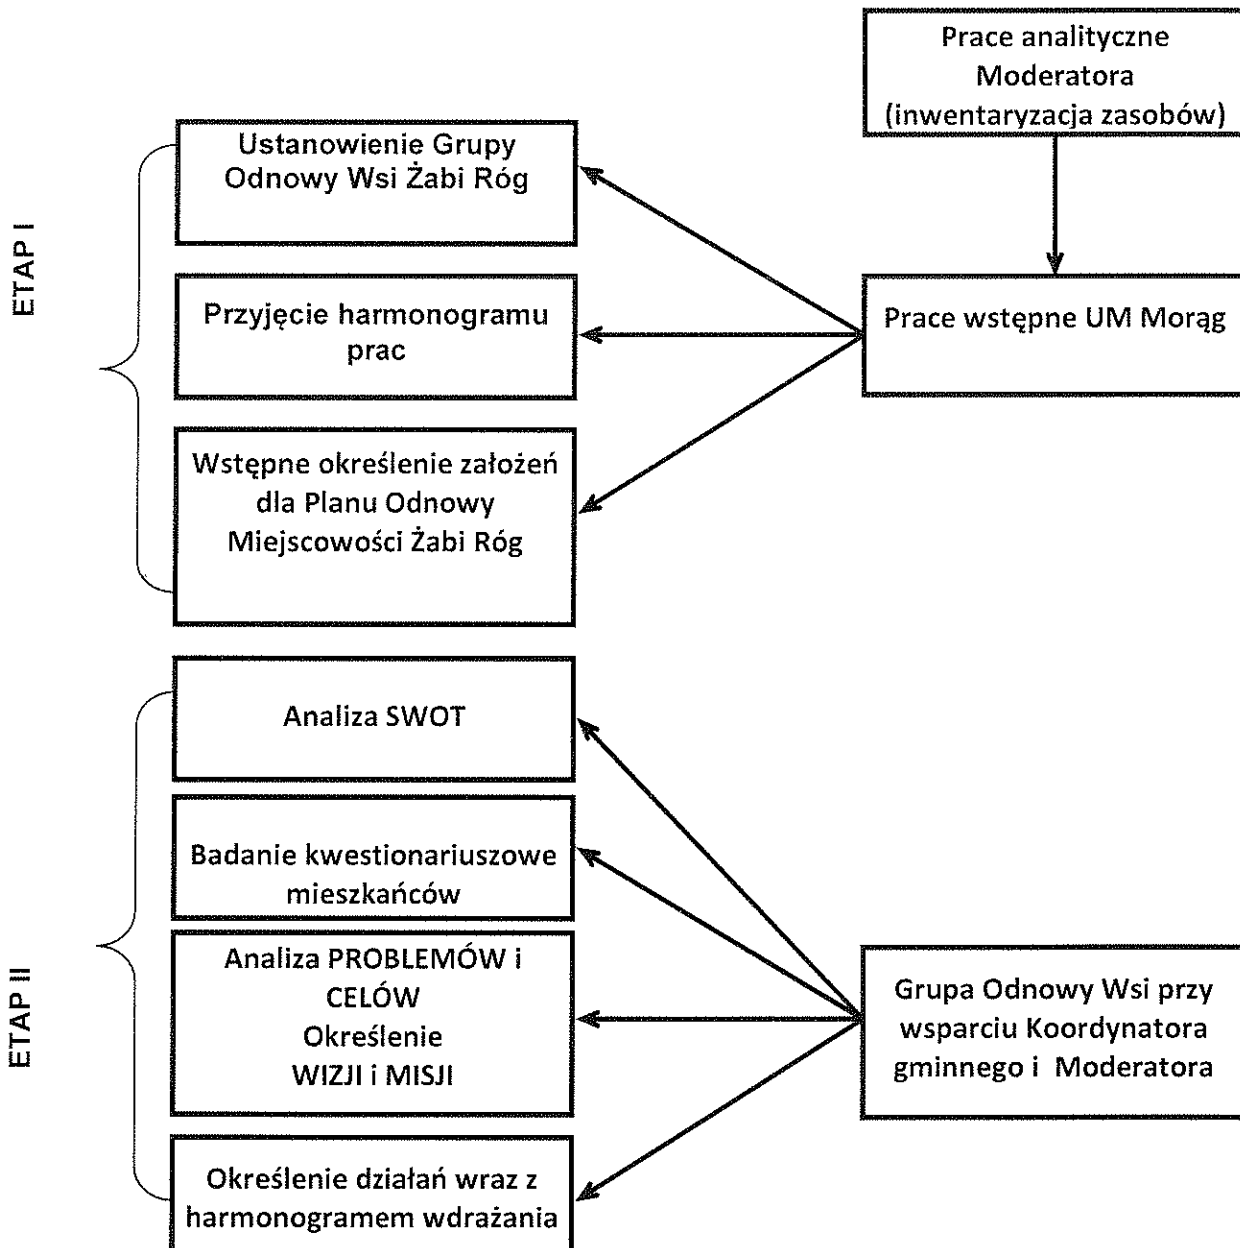 Prace analityczne
Moderatora
(inwentaryzacja zasobów)
ETAP I
Ustanowienie Grupy
Odnowy Wsi Żabi Róg
Przyjęcie harmonogramu
prac
Prace wstępne UM Morąg
Wstępne określenie założeń
dla Planu Odnowy
Miejscowości Żabi Róg
ETAP II
Analiza SWOT
Badanie kwestionariuszowe
mieszkańców
Analiza PROBLEMÓW i
CELÓW
Określenie
WIZJI i MISJI
Grupa Odnowy Wsi przy
wsparciu Koordynatora
gminnego i Moderatora
Określenie działań wraz z
harmonogramem wdrażania